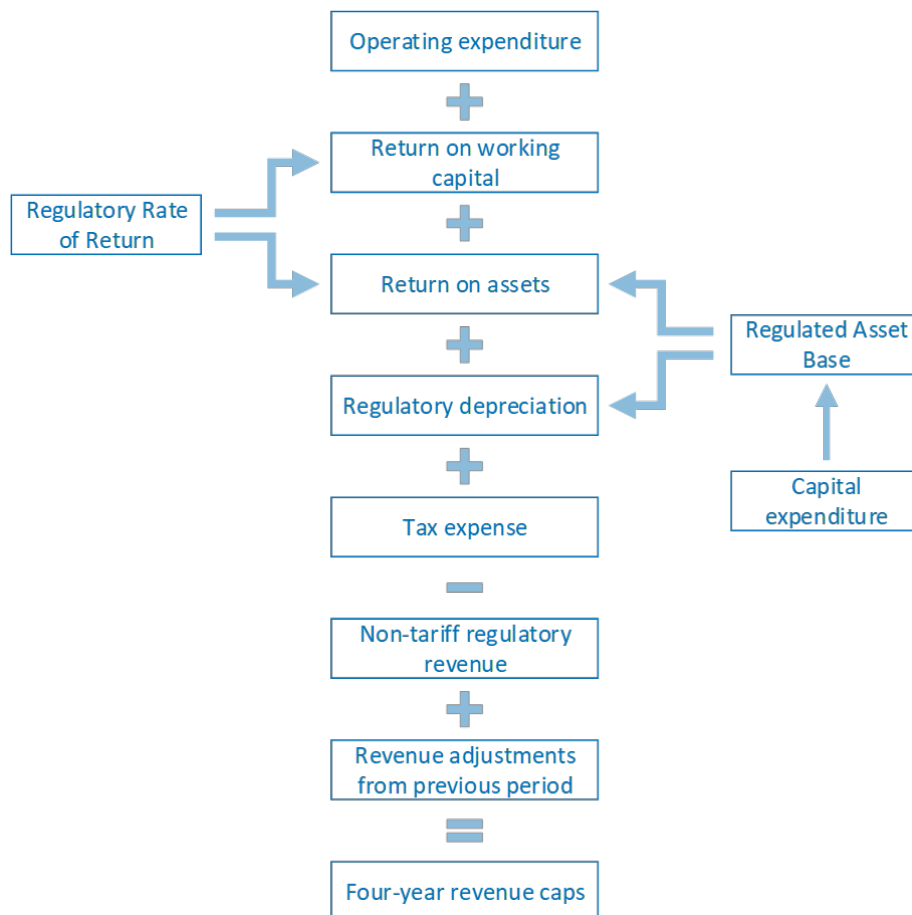 Operating expenditure
Return on working
capital
Regulatory Rate
of Return
Return on assets
Regulated Asset
Base
Regulatory depreciation
Capital
expenditure
Tax expense
Non-tariff regulatory
revenue
Revenue adjustments
from previous period
Four-year revenue caps